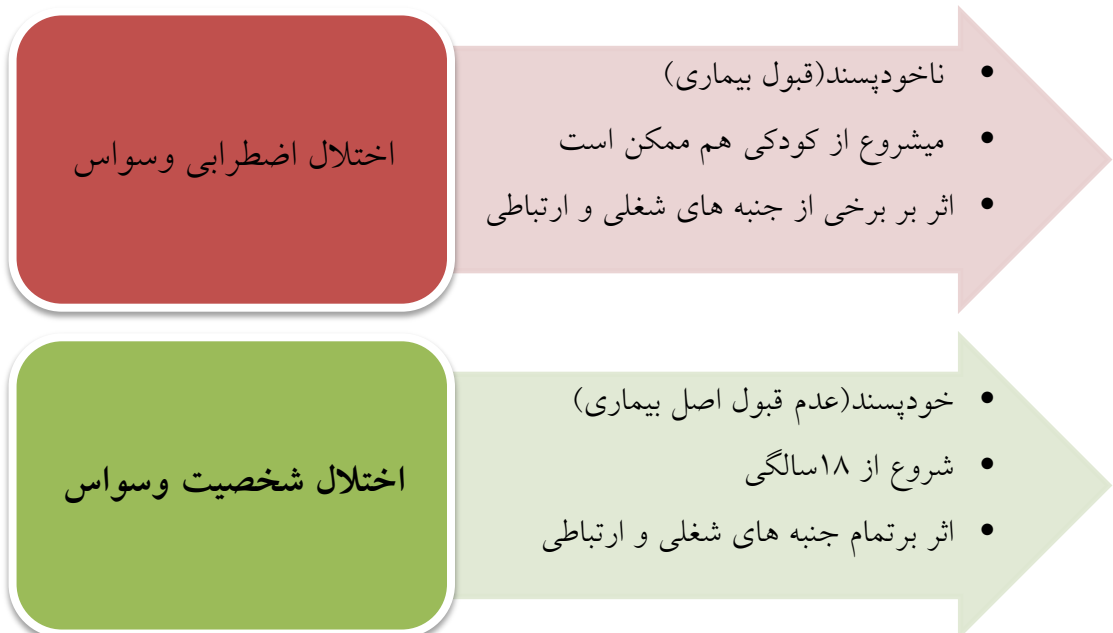 اختلال اضطرابی وسواس
• ناخودپسند(قبول بیماری)
• میشروع از کودکی هم ممکن است
• اثر بر برخی از جنبه های شغلی و ارتباطی
اختلال شخصیت وسواس
• خودپسند(عدم قبول اصل بیماری)
• شروع از ۱۸سالگی
• اثر برتمام جنبه های شغلی و ارتباطی